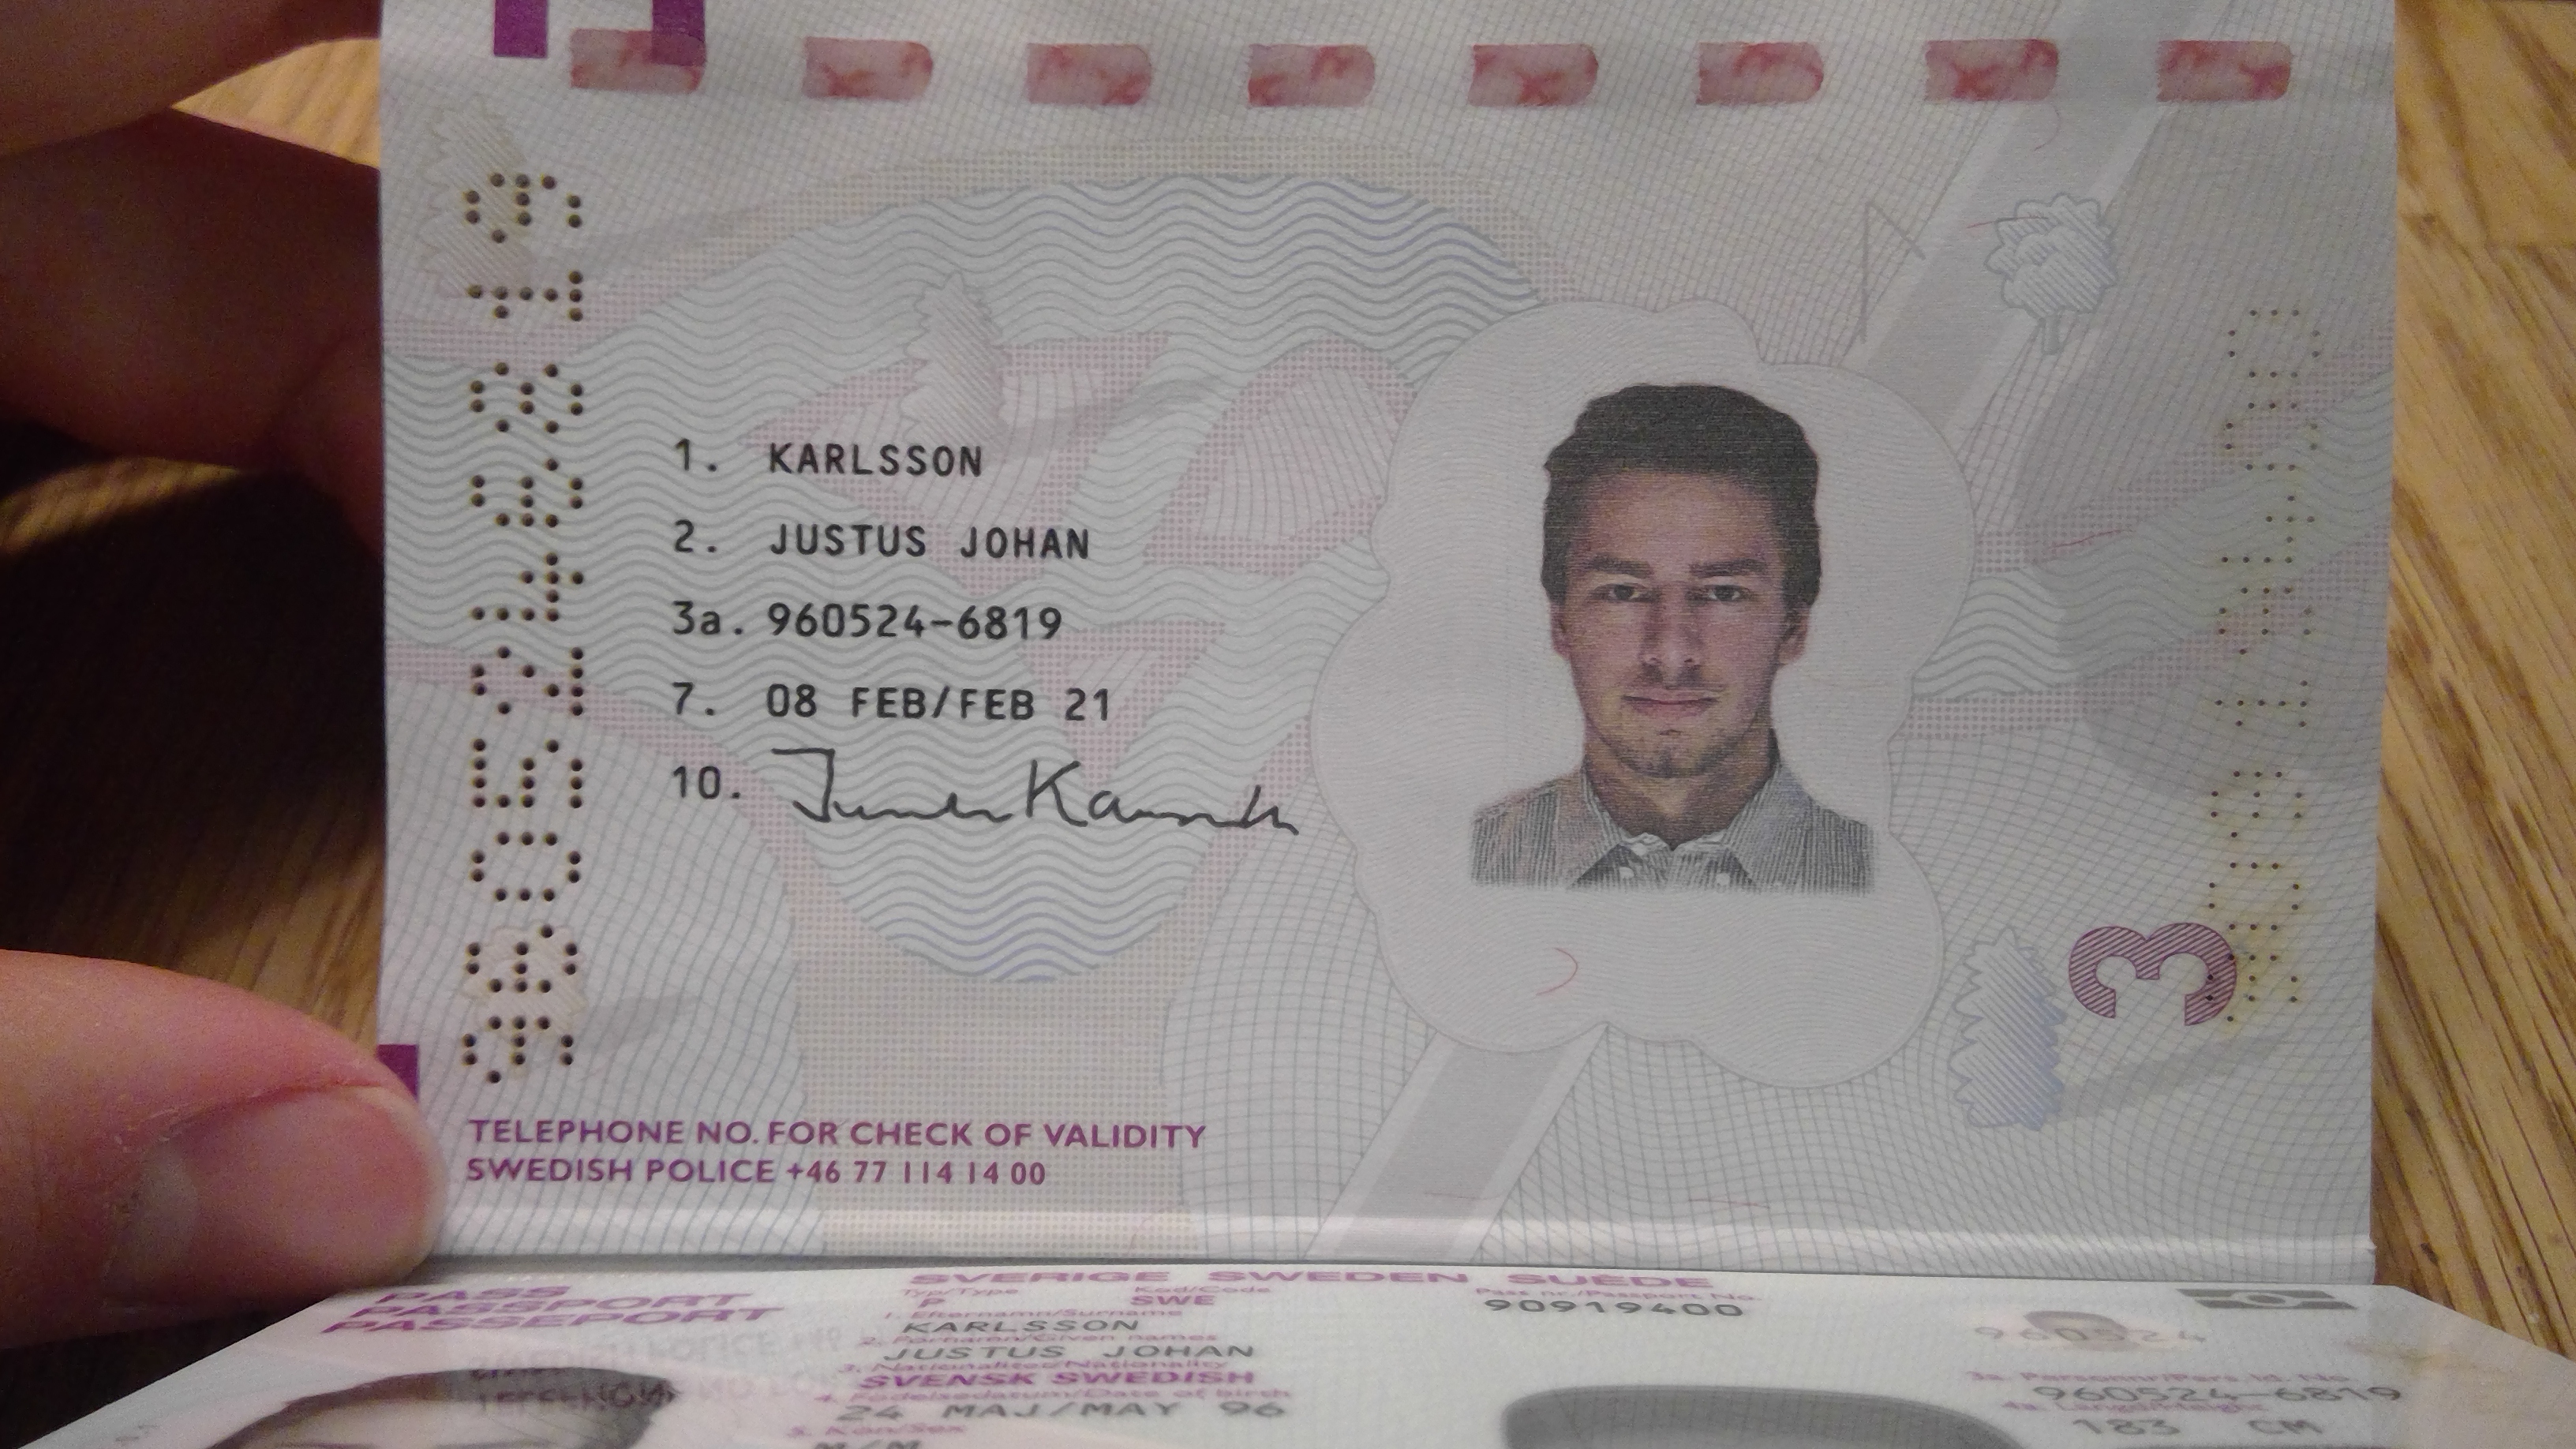 1. KARLSSON
2. JUSTUS JOHAN
3a. 960524-6819
7. 08 FEB/FEB 21
10.
3
TELEPHONE NO. FOR CHECK OF VALIDITY
SWEDISH POLICE +46 77 114 14 00
PASS
PASSPORT
PASSEPORT
SVERIGE SWEDEN SUÈDE
Typ/Type Kod/Code Pass nr./Passport No.
P SWE 90919400
1. Efternamn/Surname
KARLSSON
2. Förnamn/Given names
JUSTUS JOHAN
3. Nationalitet/Nationality
SVENSK SWEDISH
4. Födelsedatum/Date of birth
24 MAJ/MAY 96
5. Kön/Sex
M/M
960524
3a. Personnr/Pers. Id. No.
960524-6819
4a. Längd/Height
183 CM